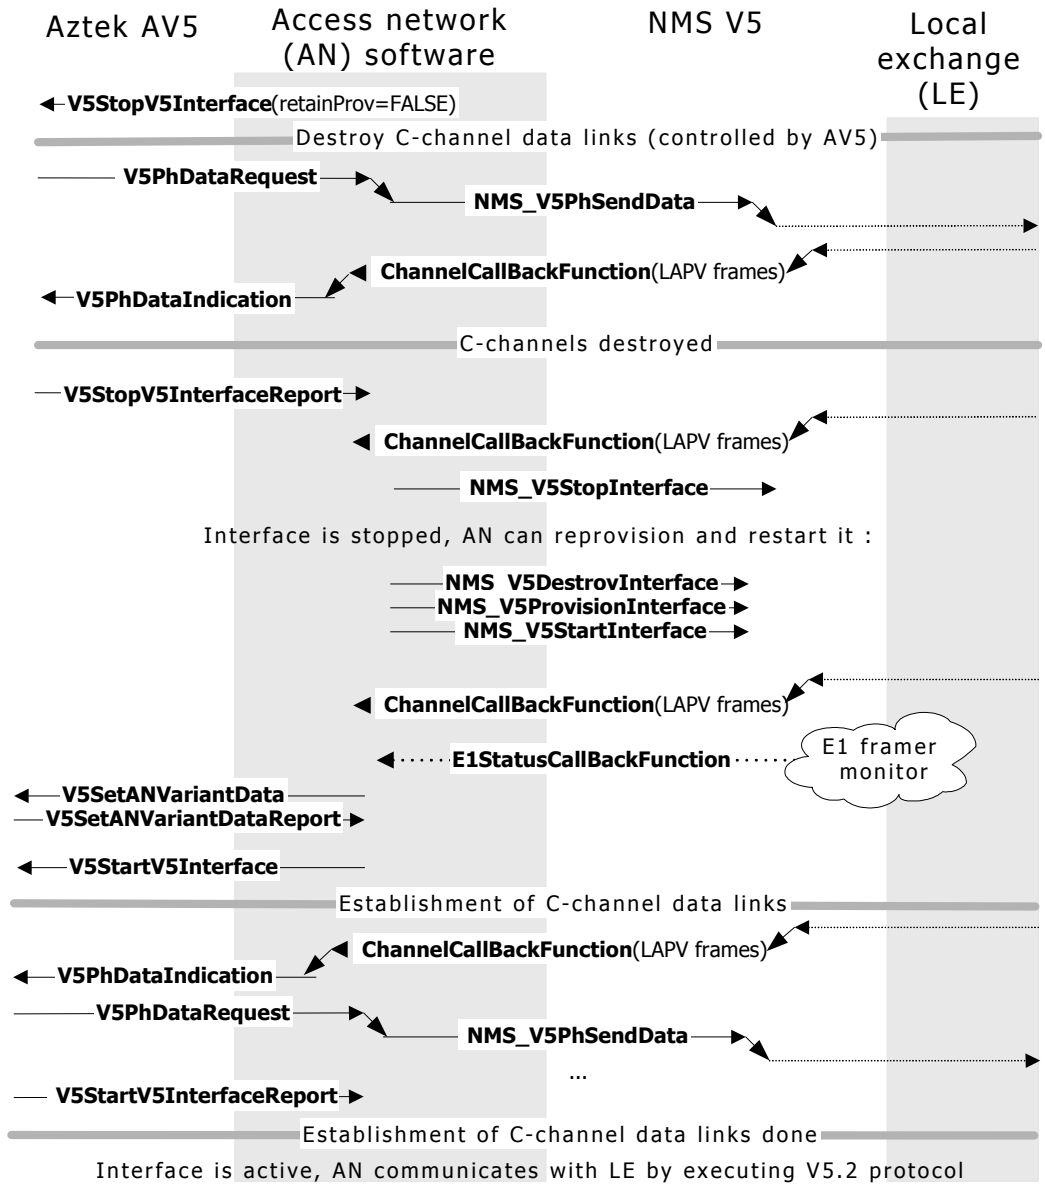 Aztek AV5
Access network
(AN) software
NMS V5
Local
exchange
(LE)
V5StopV5Interface(retainProv=FALSE)
Destroy C-channel data links (controlled by AV5)
V5PhDataRequest
NMS_V5PhSendData
ChannelCallBackFunction(LAPV frames)
V5PhDataIndication
C-channels destroyed
V5StopV5InterfaceReport
ChannelCallBackFunction(LAPV frames)
NMS_V5StopInterface
Interface is stopped, AN can reprovision and restart it :
NMS V5DestrovInterface
NMS_V5ProvisionInterface
NMS_V5StartInterface
ChannelCallBackFunction(LAPV frames)
E1 framer
monitor
E1StatusCallBackFunction
V5SetANVariantData
V5SetANVariantDataReport
V5StartV5Interface
Establishment of C-channel data links
ChannelCallBackFunction(LAPV frames)
V5PhDataIndication
V5PhDataRequest
NMS_V5PhSendData
...
V5StartV5InterfaceReport
Establishment of C-channel data links done
Interface is active, AN communicates with LE by executing V5.2 protocol